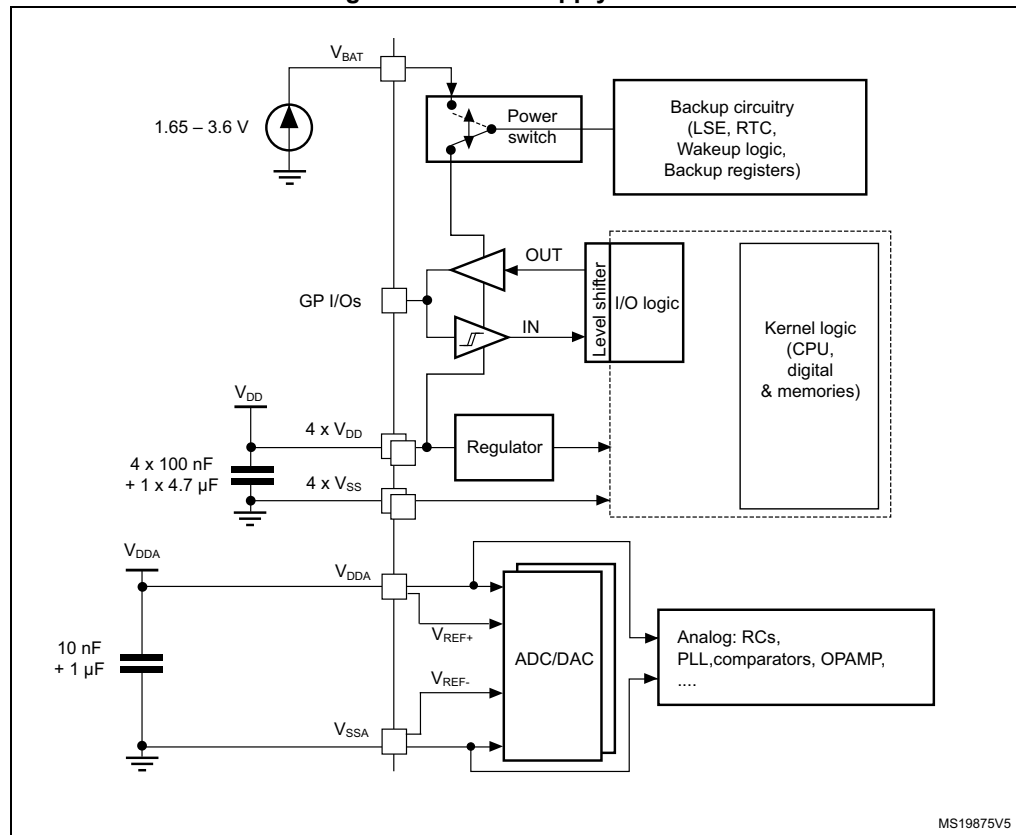 VBAT
1.65 – 3.6 V
Power
switch
Backup circuitry
(LSE, RTC,
Wakeup logic,
Backup registers)
OUT
GP I/Os
IN
Level shifter
I/O logic
Kernel logic
(CPU,
digital
& memories)
VDD
4 x VDD
Regulator
4 x 100 nF
+ 1 x 4.7 µF
4 x VSS
VDDA
VDDA
VREF+
10 nF
+ 1 µF
ADC/DAC
Analog: RCs,
PLL,comparators, OPAMP,
....
VREF-
VSSA
MS19875V5